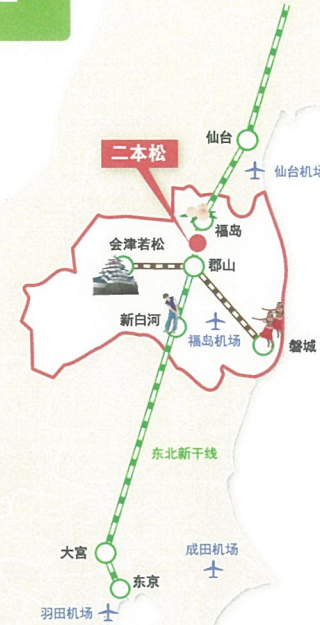 仙台
二本松
仙台机场
福岛
会津若松
郡山
新白河
福岛机场
磐城
东北新干线
大宫
成田机场
东京
羽田机场